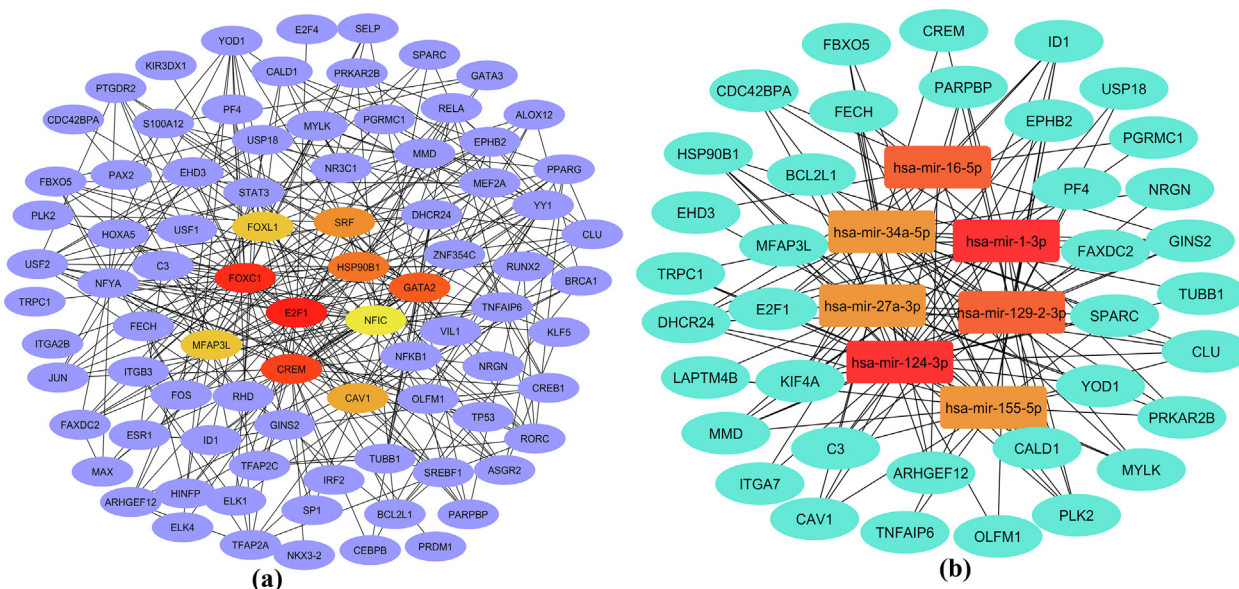 YOD1
E2F4
SELP
KIR3DX1
CALD1
PRKAR2B
SPARC
GATA3
PTGDR2
PF4
RELA
CDC42BPA
S100A12
USP18
MYLK
PGRMC1
ALOX12
EPHB2
FBXO5
PAX2
EHD3
NR3C1
MMD
PPARG
STAT3
MEF2A
PLK2
HOXA5
USF1
FOXL1
SRF
DHCR24
YY1
CLU
USF2
C3
NFYA
FOXC1
HSP90B1
ZNF354C
RUNX2
BRCA1
GATA2
TRPC1
E2F1
NFIC
TNFAIP6
FECH
VIL1
KLF5
ITGA2B
MFAP3L
NFKB1
JUN
ITGB3
CREM
NRGN
CREB1
FOS
RHD
CAV1
OLFM1
FAXDC2
GINS2
TP53
ESR1
ID1
RORC
MAX
TFAP2C
TUBB1
SREBF1
ASGR2
ARHGEF12
HINFP
ELK1
IRF2
ELK4
SP1
BCL2L1
PARPBP
TFAP2A
NKX3-2
CEBPB
PRDM1
(a)
FBXO5
CREM
ID1
CDC42BPA
FECH
PARPBP
USP18
EPHB2
PGRMC1
HSP90B1
BCL2L1
hsa-mir-16-5p
PF4
NRGN
EHD3
MFAP3L
hsa-mir-34a-5p
hsa-mir-1-3p
FAXDC2
GINS2
TRPC1
E2F1
hsa-mir-27a-3p
hsa-mir-129-2-3p
SPARC
TUBB1
DHCR24
CLU
LAPTM4B
KIF4A
hsa-mir-124-3p
YOD1
PRKAR2B
hsa-mir-155-5p
MMD
C3
CALD1
MYLK
ITGA7
ARHGEF12
CAV1
TNFAIP6
OLFM1
PLK2
(b)